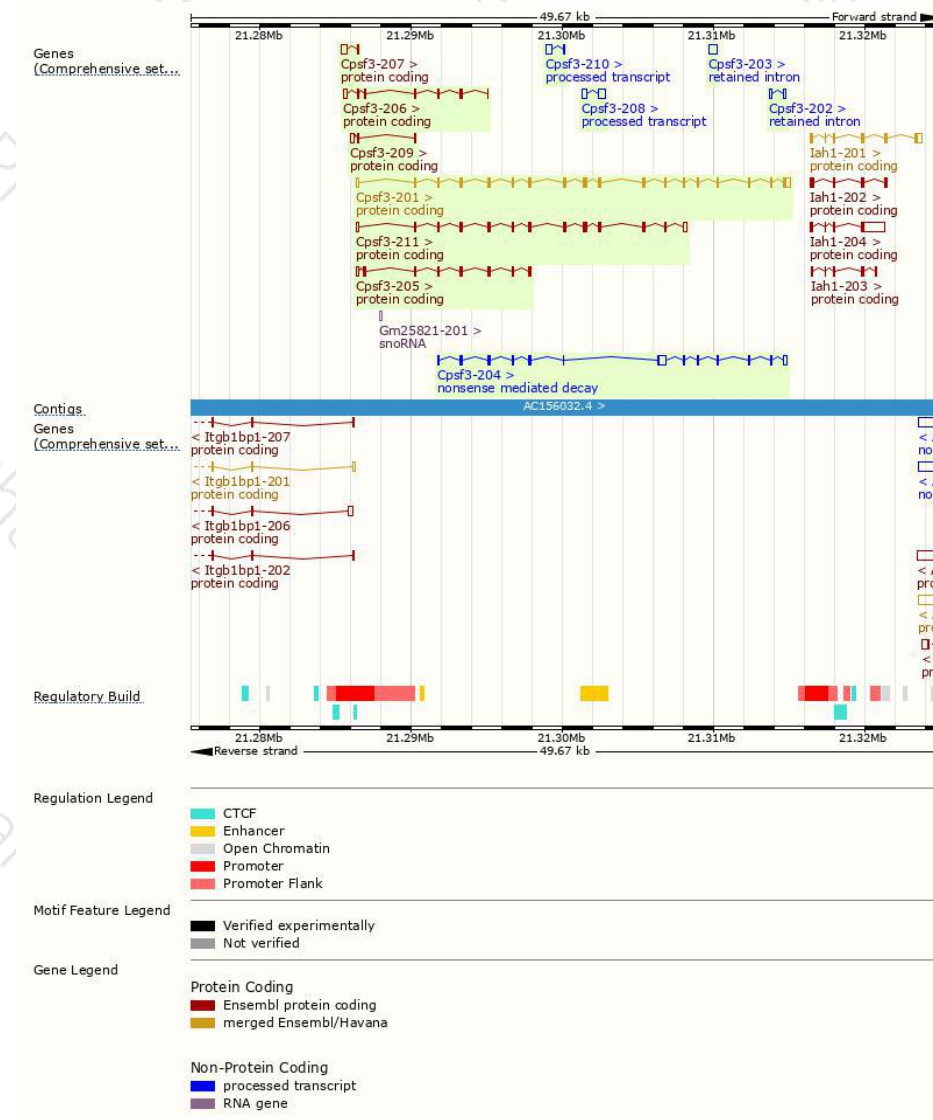 49.67 kb
Forward strand
21.28Mb 21.29Mb 21.30Mb 21.31Mb 21.32Mb
Genes
(Comprehensive set...
Cpsf3-207 >
protein coding
Cpsf3-210 >
processed transcript
Cpsf3-203 >
retained intron
Cpsf3-206 >
protein coding
Cpsf3-208 >
processed transcript
Cpsf3-202 >
retained intron
Cpsf3-209 >
protein coding
Iah1-201 >
protein coding
Cpsf3-201 >
protein coding
Iah1-202 >
protein coding
Cpsf3-211 >
protein coding
Iah1-204 >
protein coding
Cpsf3-205 >
protein coding
Iah1-203 >
protein coding
Gm25821-201 >
snoRNA
Cpsf3-204 >
nonsense mediated decay
Contigs
AC156032.4 >
Genes
(Comprehensive set...
< Itgb1bp1-207
protein coding
< Itgb1bp1-201
protein coding
< Itgb1bp1-206
protein coding
< Itgb1bp1-202
protein coding
Regulatory Build
21.28Mb 21.29Mb 21.30Mb 21.31Mb 21.32Mb
Reverse strand
49.67 kb
Regulation Legend
CTCF
Enhancer
Open Chromatin
Promoter
Promoter Flank
Motif Feature Legend
Verified experimentally
Not verified
Gene Legend
Protein Coding
Ensembl protein coding
merged Ensembl/Havana
Non-Protein Coding
processed transcript
RNA gene